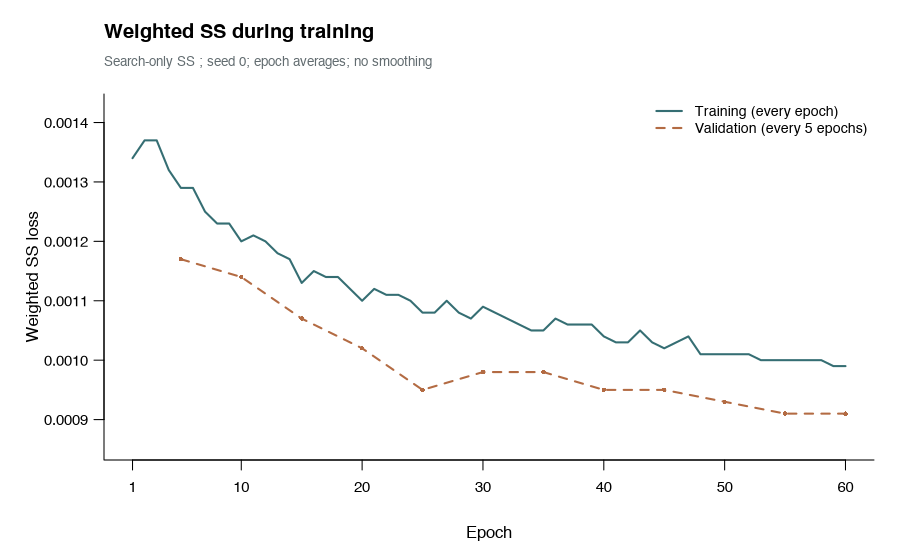 Weighted SS during training
Search-only SS ; seed 0; epoch averages; no smoothing
Training (every epoch)
Validation (every 5 epochs)
Weighted SS loss
0.0014
0.0013
0.0012
0.0011
0.0010
0.0009
1 10 20 30 40 50 60
Epoch